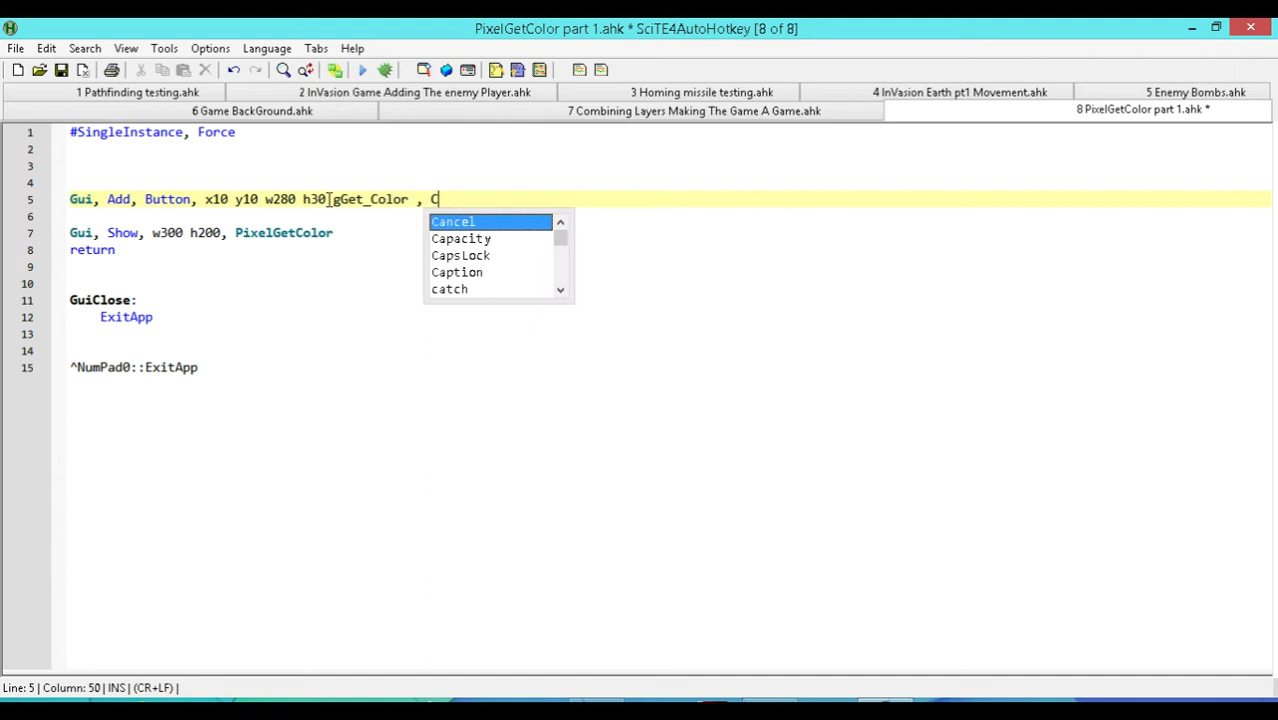 PixelGetColor part 1.ahk * SciTE4AutoHotkey [8 of 8]
File Edit Search View Tools Options Language Tabs Help
1 Pathfinding testing.ahk 2 InVasion Game Adding The enemy Player.ahk 3 Homing missile testing.ahk 4 InVasion Earth pt1 Movement.ahk 5 Enemy Bombs.ahk
6 Game BackGround.ahk 7 Combining Layers Making The Game A Game.ahk 8 PixelGetColor part 1.ahk *
1 #SingleInstance, Force
2
3
4
5 Gui, Add, Button, x10 y10 w280 h30 gGet_Color , C
6
Cancel
Capacity
CapsLock
Caption
catch
7 Gui, Show, w300 h200, PixelGetColor
8 return
9
10
11 GuiClose:
12 ExitApp
13
14
15 ^NumPad0::ExitApp
Line: 5 | Column: 50 | INS | (CR+LF) |